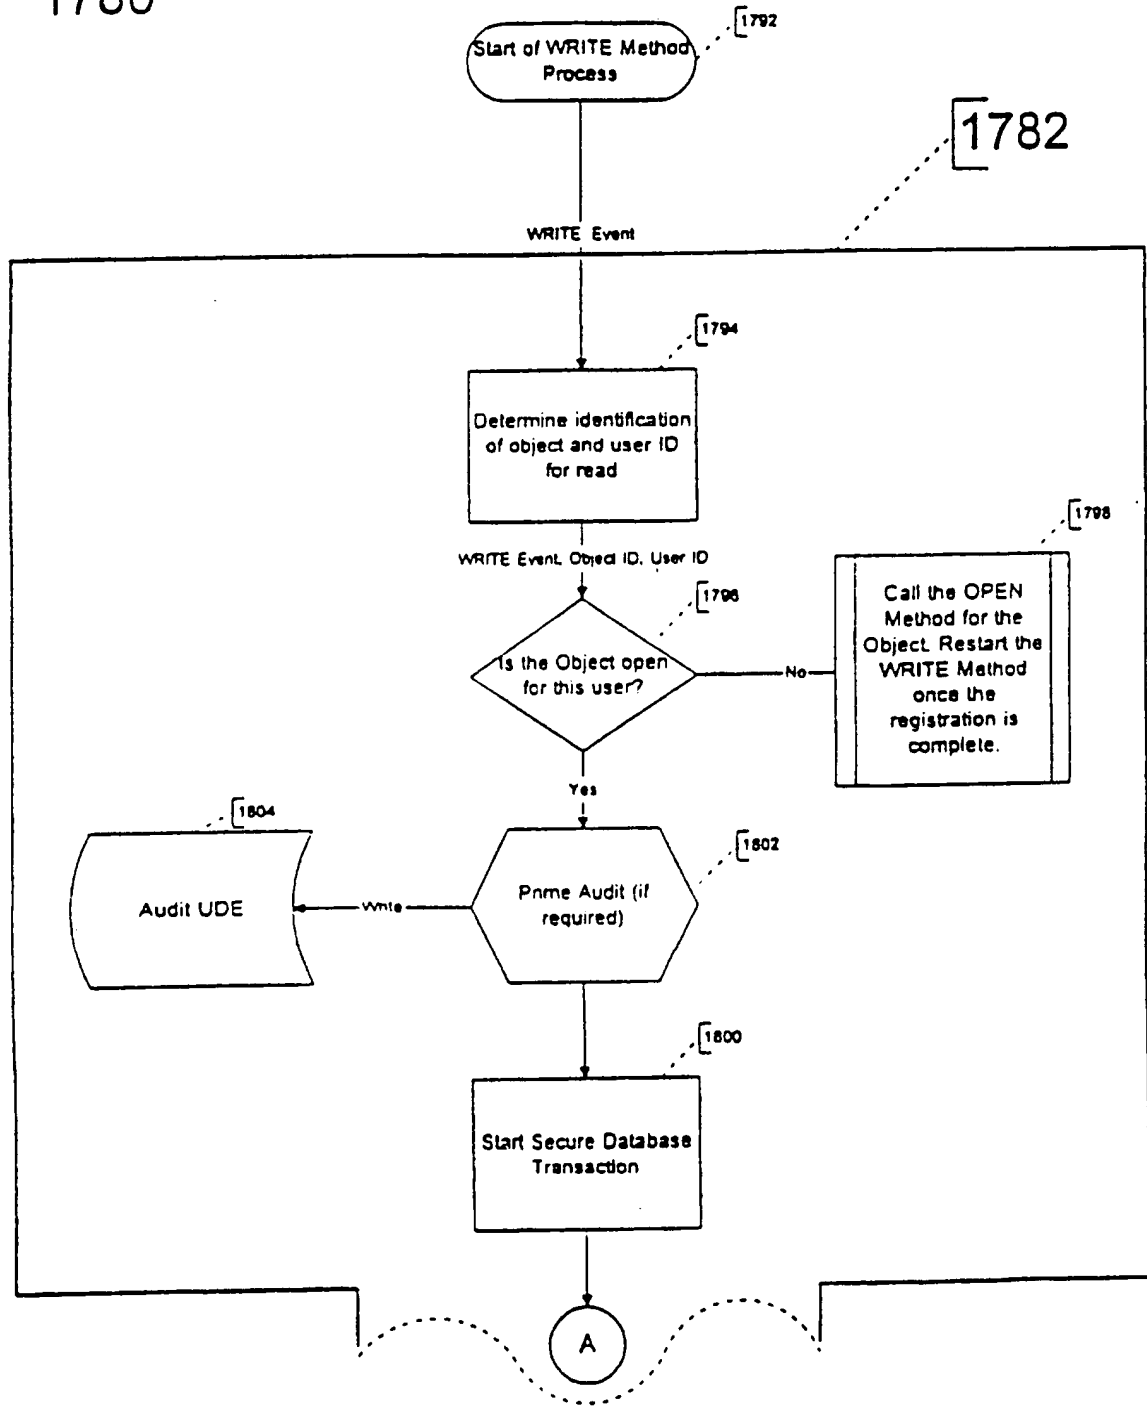 1780
1792
Start of WRITE Method
Process
1782
WRITE Event
1794
Determine identification
of object and user ID
for read
1798
WRITE Event, Object ID, User ID
1796
Call the OPEN
Method for the
Object. Restart the
WRITE Method
once the
registration is
complete.
Is the Object open
for this user?
No
Yes
1804
1802
Audit UDE
Write
Prime Audit (if
required)
1800
Start Secure Database
Transaction
A